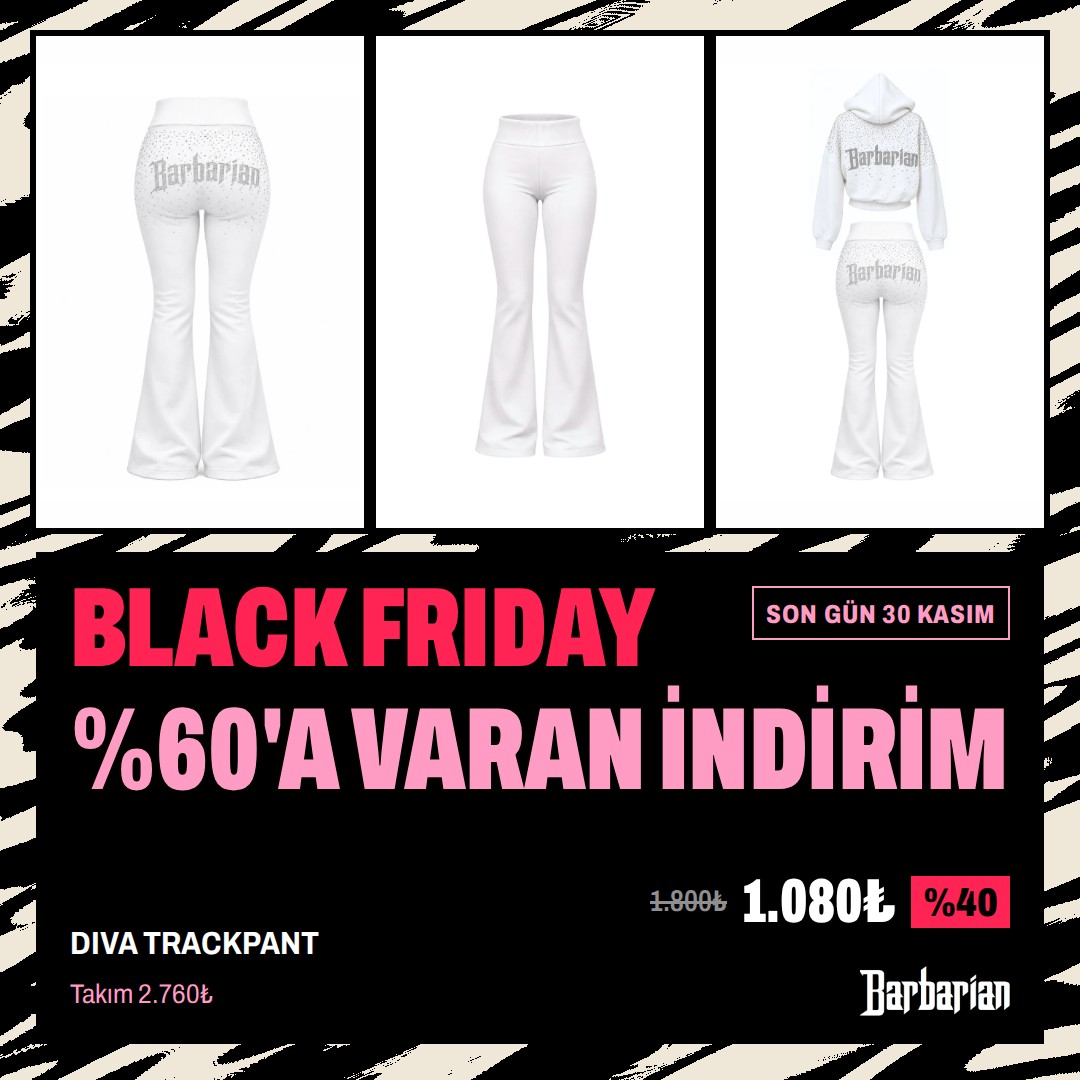 Barbarian
Barbarian
Barbarian
BLACK FRIDAY
SON GÜN 30 KASIM
%60'A VARAN İNDİRİM
1.800₺ 1.080₺ %40
DIVA TRACKPANT
Takım 2.760₺
Barbarian